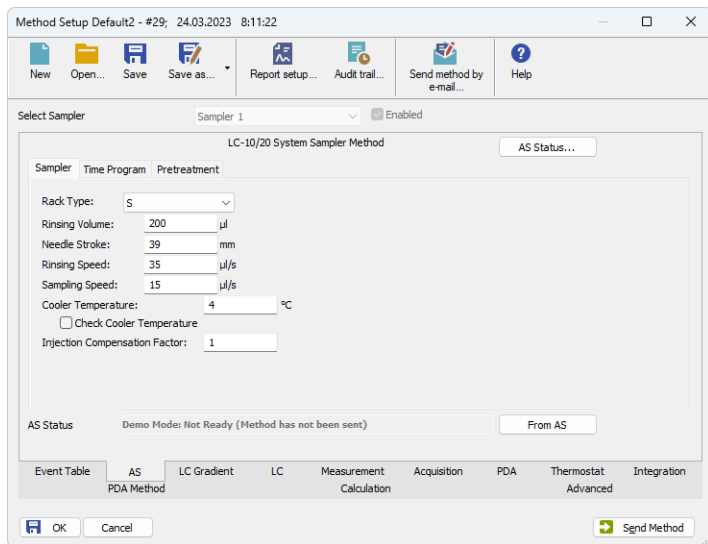 Method Setup Default2 - #29; 24.03.2023 8:11:22
New Open... Save Save as... Report setup... Audit trail... Send method by e-mail... Help
Select Sampler Sampler 1 Enabled
LC-10/20 System Sampler Method AS Status...
Sampler Time Program Pretreatment
Rack Type: S
Rinsing Volume: 200 µl
Needle Stroke: 39 mm
Rinsing Speed: 35 µl/s
Sampling Speed: 15 µl/s
Cooler Temperature: 4 °C
Check Cooler Temperature
Injection Compensation Factor: 1
AS Status Demo Mode: Not Ready (Method has not been sent) From AS
Event Table AS LC Gradient LC Measurement Acquisition PDA Thermostat Integration
PDA Method Calculation Advanced
OK Cancel Send Method